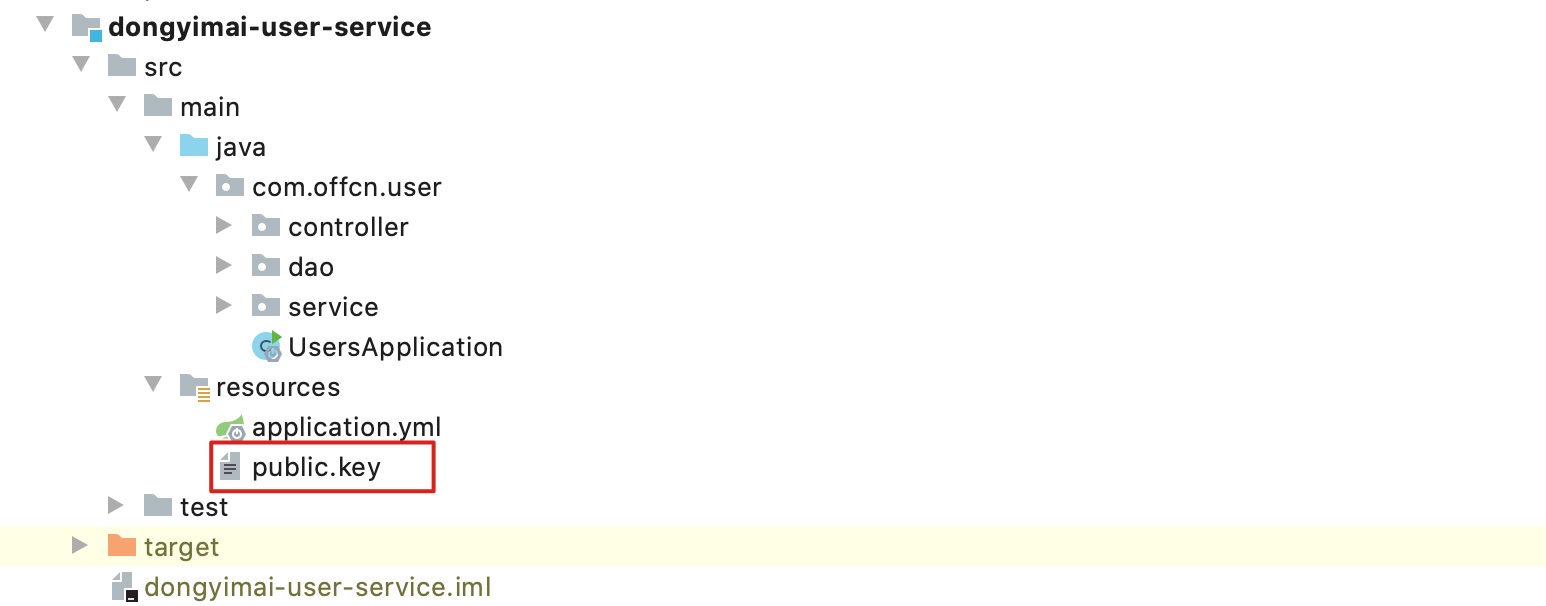 dongyimai-user-service
src
main
java
com.offcn.user
controller
dao
service
UsersApplication
resources
application.yml
public.key
test
target
dongyimai-user-service.iml